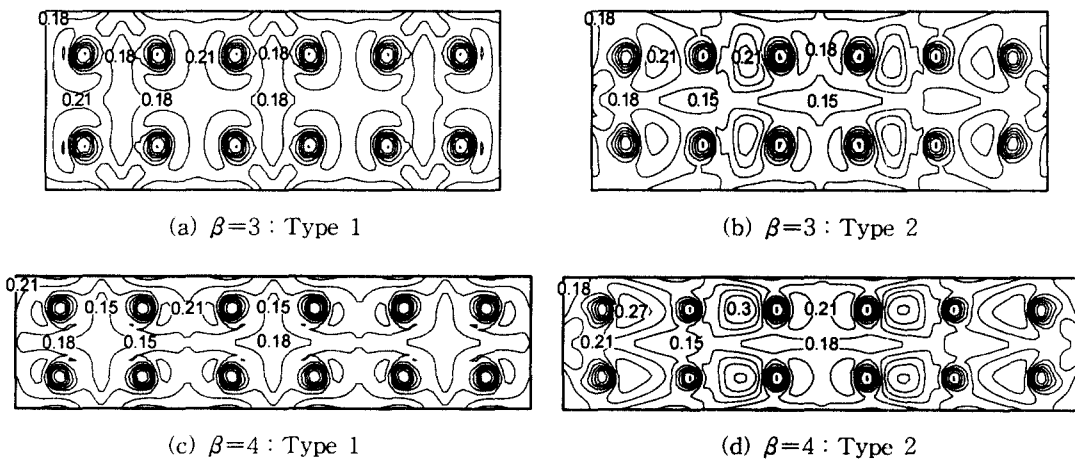 0.18
0.18 0.21 0.18
0.21 0.18 0.18
(a) β=3 : Type 1
0.18
0.21 0.21 0.18
0.18 0.15 0.15
(b) β=3 : Type 2
0.21
0.15 0.21 0.15
0.18 0.15 0.18
(c) β=4 : Type 1
0.18
0.27 0.3 0.21
0.21 0.15 0.18
(d) β=4 : Type 2